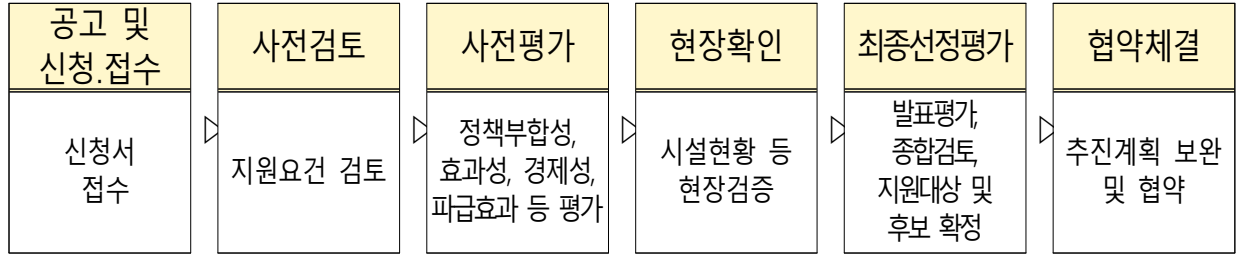 공고 및
신청.접수
신청서
접수
사전검토
지원요건 검토
사전평가
정책부합성,
효과성, 경제성,
파급효과 등 평가
현장확인
시설현황 등
현장검증
최종선정평가
발표평가,
종합검토,
지원대상 및
후보 확정
협약체결
추진계획 보완
및 협약